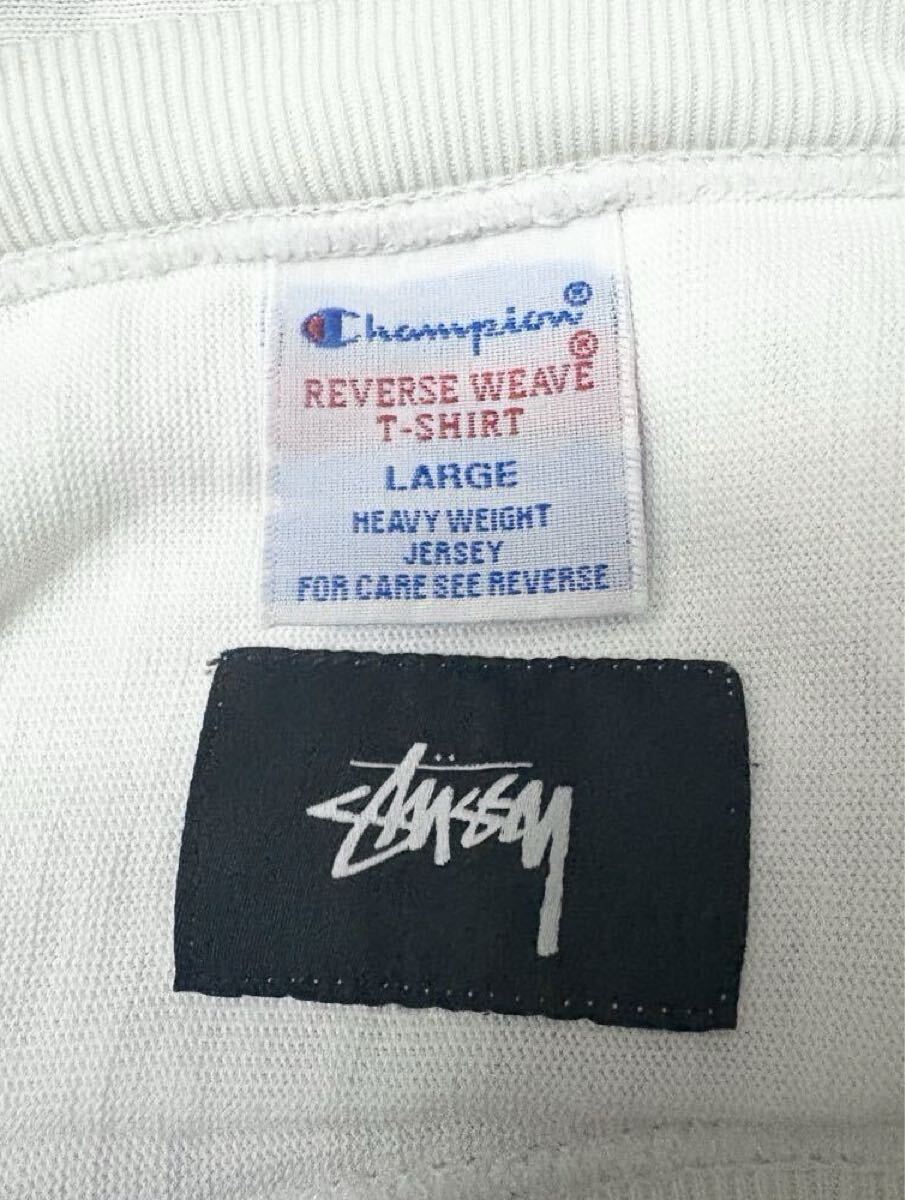 Champion®
REVERSE WEAVE®
T-SHIRT
LARGE
HEAVY WEIGHT
JERSEY
FOR CARE SEE REVERSE
Stüssy